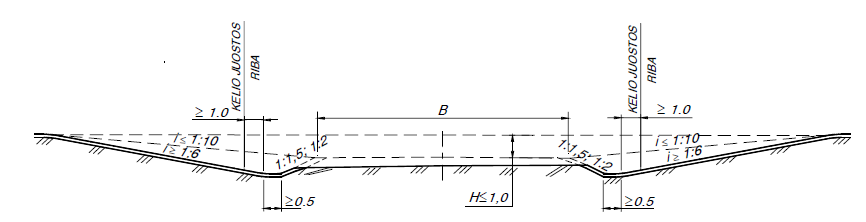 KELIO JUOSTOS
RIBA
KELIO JUOSTOS
RIBA
≥ 1.0
B
≥ 1.0
i ≤ 1:10
i ≥ 1:6
1:1,5; 1:2
1:1,5; 1:2
i ≤ 1:10
i ≥ 1:6
≥0.5
H≤1,0
≥0.5